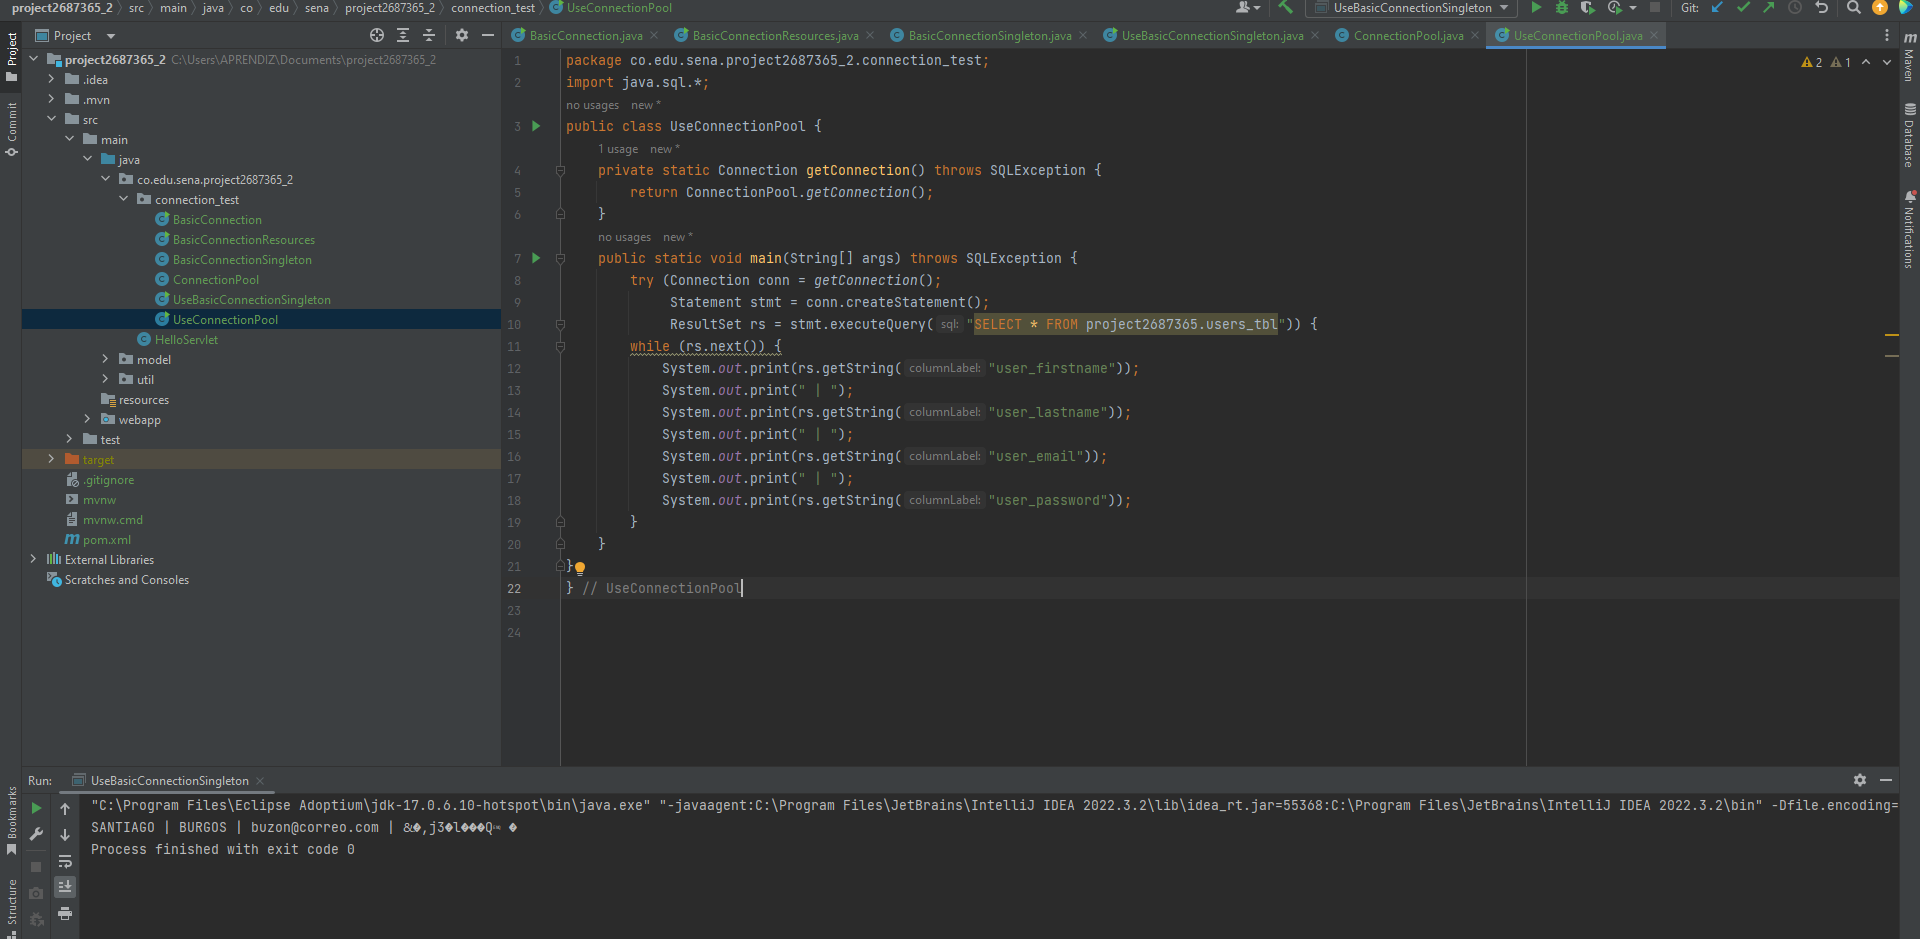 project2687365_2 〉 src 〉 main 〉 java 〉 co 〉 edu 〉 sena 〉 project2687365_2 〉 connection_test 〉 UseConnectionPool
UseBasicConnectionSingleton
Git:
Project
BasicConnection.java
BasicConnectionResources.java
BasicConnectionSingleton.java
UseBasicConnectionSingleton.java
ConnectionPool.java
UseConnectionPool.java
Project
Commit
Bookmarks
Structure
Maven
Database
Notifications
project2687365_2 C:\Users\APRENDIZ\Documents\project2687365_2
.idea
.mvn
src
main
java
co.edu.sena.project2687365_2
connection_test
BasicConnection
BasicConnectionResources
BasicConnectionSingleton
ConnectionPool
UseBasicConnectionSingleton
UseConnectionPool
HelloServlet
model
util
resources
webapp
test
target
.gitignore
mvnw
mvnw.cmd
pom.xml
External Libraries
Scratches and Consoles
2 1
1 package co.edu.sena.project2687365_2.connection_test;
2 import java.sql.*;
no usages new *
3 public class UseConnectionPool {
1 usage new *
4 private static Connection getConnection() throws SQLException {
5 return ConnectionPool.getConnection();
6 }
no usages new *
7 public static void main(String[] args) throws SQLException {
8 try (Connection conn = getConnection();
9 Statement stmt = conn.createStatement();
10 ResultSet rs = stmt.executeQuery( sql: "SELECT * FROM project2687365.users_tbl")) {
11 while (rs.next()) {
12 System.out.print(rs.getString( columnLabel: "user_firstname"));
13 System.out.print(" | ");
14 System.out.print(rs.getString( columnLabel: "user_lastname"));
15 System.out.print(" | ");
16 System.out.print(rs.getString( columnLabel: "user_email"));
17 System.out.print(" | ");
18 System.out.print(rs.getString( columnLabel: "user_password"));
19 }
20 }
21 }
22 } // UseConnectionPool
23
24
Run: UseBasicConnectionSingleton
"C:\Program Files\Eclipse Adoptium\jdk-17.0.6.10-hotspot\bin\java.exe" "-javaagent:C:\Program Files\JetBrains\IntelliJ IDEA 2022.3.2\lib\idea_rt.jar=55368:C:\Program Files\JetBrains\IntelliJ IDEA 2022.3.2\bin" -Dfile.encoding=
SANTIAGO | BURGOS | buzon@correo.com | &�,j3�l���Q �
Process finished with exit code 0